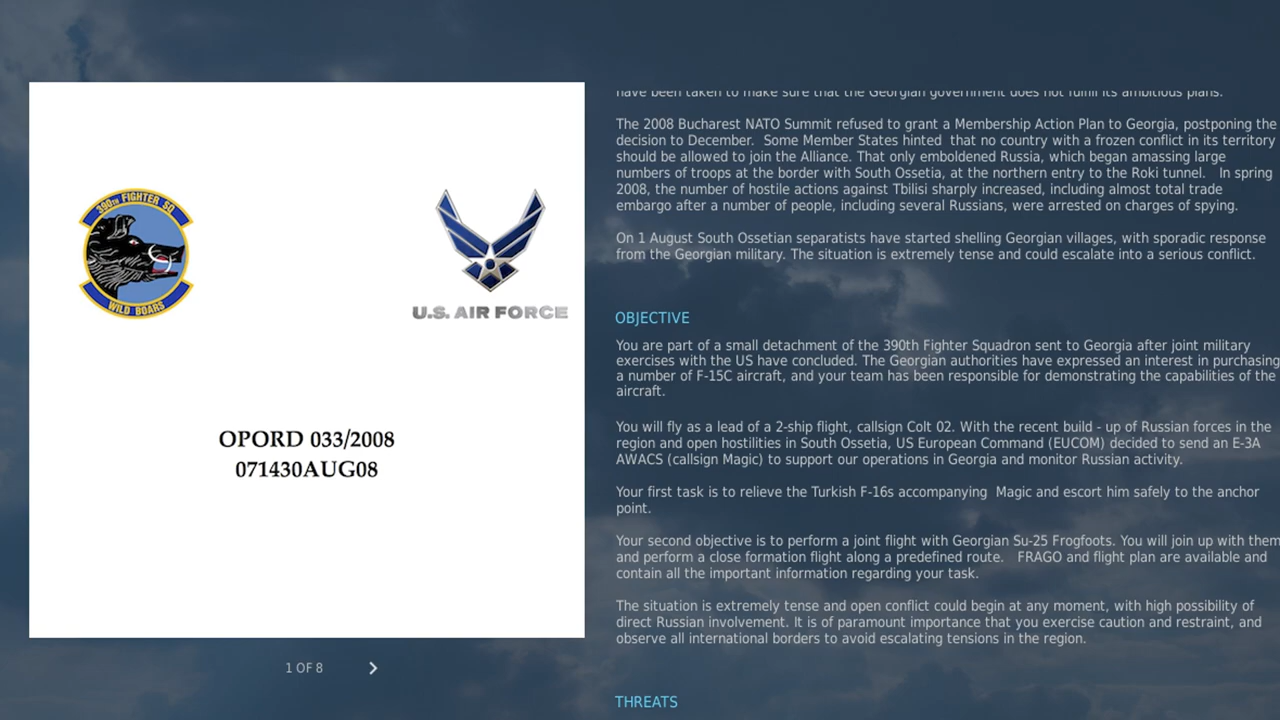 390TH FIGHTER SQ
WILD BOARS
U.S. AIR FORCE
OPORD 033/2008
071430AUG08
1 OF 8
have been taken to make sure that the Georgian government does not fulfill its ambitious plans.
The 2008 Bucharest NATO Summit refused to grant a Membership Action Plan to Georgia, postponing the
decision to December.  Some Member States hinted  that no country with a frozen conflict in its territory
should be allowed to join the Alliance. That only emboldened Russia, which began amassing large
numbers of troops at the border with South Ossetia, at the northern entry to the Roki tunnel.   In spring
2008, the number of hostile actions against Tbilisi sharply increased, including almost total trade
embargo after a number of people, including several Russians, were arrested on charges of spying.
On 1 August South Ossetian separatists have started shelling Georgian villages, with sporadic response
from the Georgian military. The situation is extremely tense and could escalate into a serious conflict.
OBJECTIVE
You are part of a small detachment of the 390th Fighter Squadron sent to Georgia after joint military
exercises with the US have concluded. The Georgian authorities have expressed an interest in purchasing
a number of F-15C aircraft, and your team has been responsible for demonstrating the capabilities of the
aircraft.
You will fly as a lead of a 2-ship flight, callsign Colt 02. With the recent build - up of Russian forces in the
region and open hostilities in South Ossetia, US European Command (EUCOM) decided to send an E-3A
AWACS (callsign Magic) to support our operations in Georgia and monitor Russian activity.
Your first task is to relieve the Turkish F-16s accompanying  Magic and escort him safely to the anchor
point.
Your second objective is to perform a joint flight with Georgian Su-25 Frogfoots. You will join up with them
and perform a close formation flight along a predefined route.   FRAGO and flight plan are available and
contain all the important information regarding your task.
The situation is extremely tense and open conflict could begin at any moment, with high possibility of
direct Russian involvement. It is of paramount importance that you exercise caution and restraint, and
observe all international borders to avoid escalating tensions in the region.
THREATS